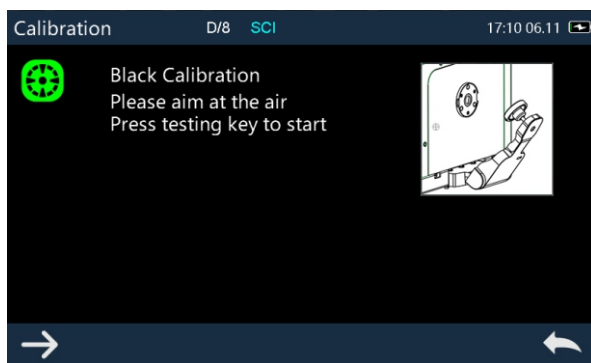 Calibration D/8 SCI 17:10 06.11
Black Calibration
Please aim at the air
Press testing key to start